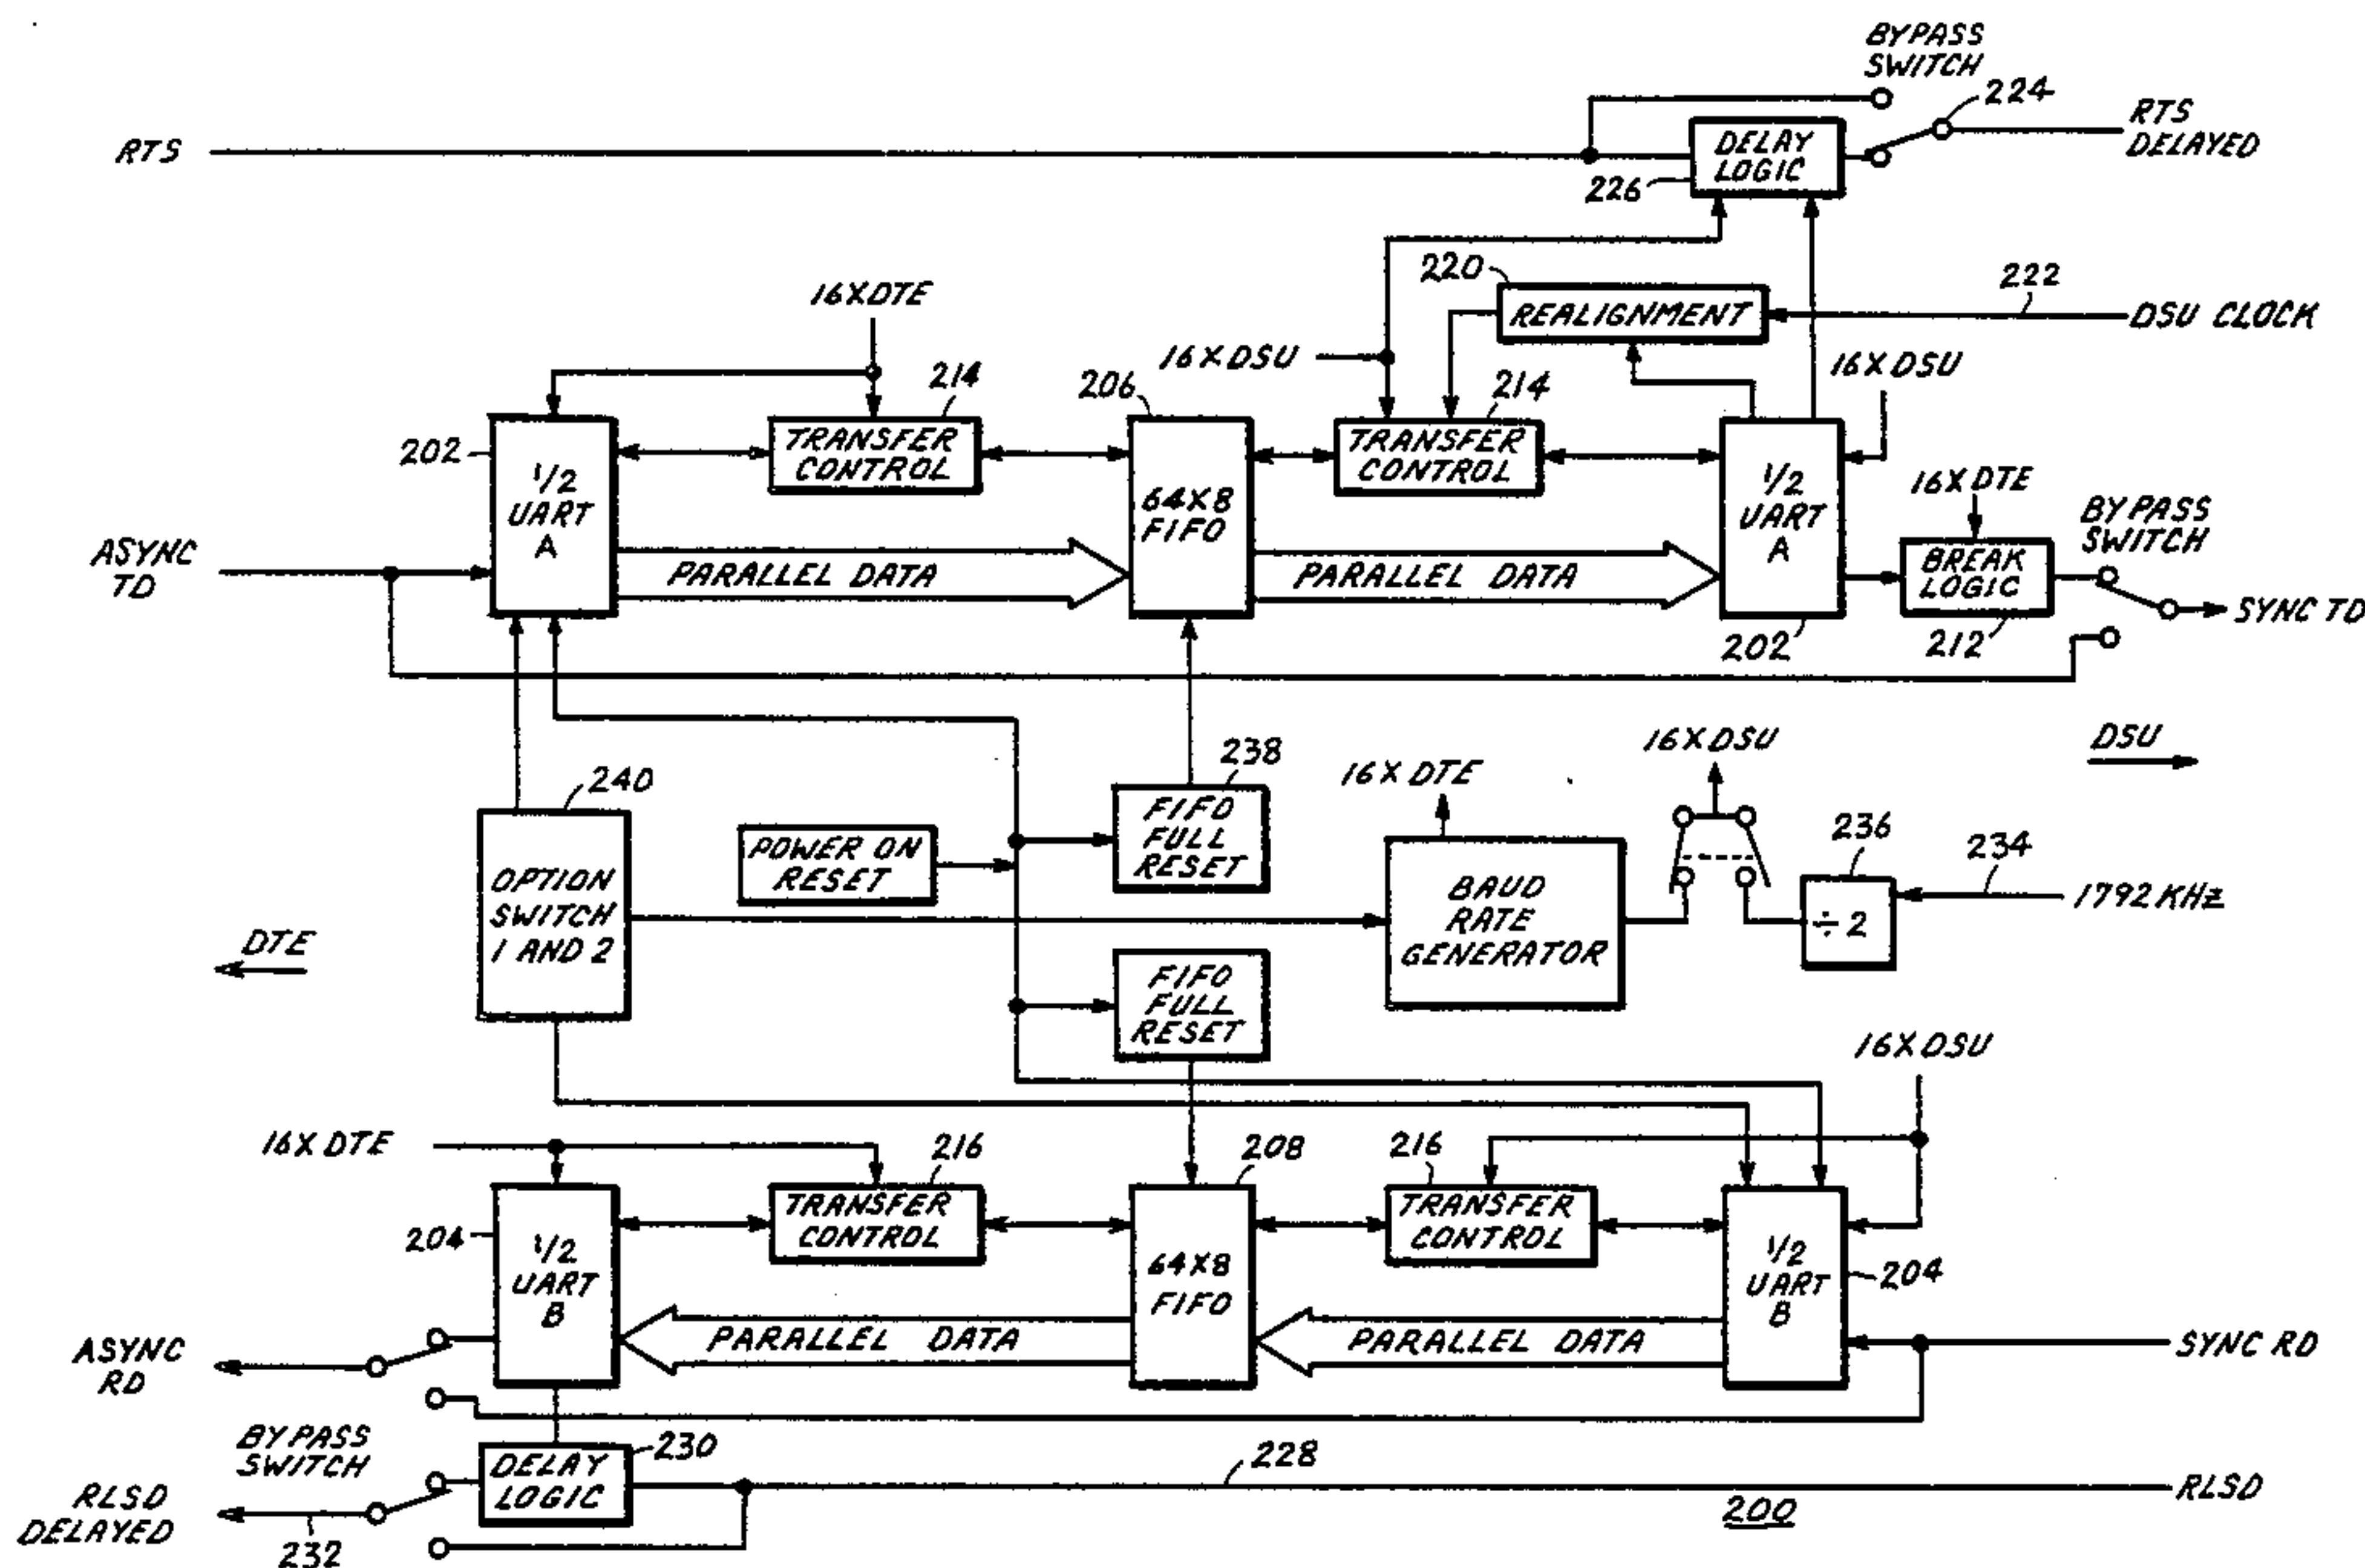 BYPASS
SWITCH
224
RTS
DELAYED
RTS
DELAY
LOGIC
226
220
222
REALIGNMENT
DSU CLOCK
16XDTE
16XDSU
16XDSU
214
206
214
202
1/2
UART
A
TRANSFER
CONTROL
64X8
FIFO
TRANSFER
CONTROL
1/2
UART
A
16XDTE
BYPASS
SWITCH
ASYNC
TD
PARALLEL DATA
PARALLEL DATA
BREAK
LOGIC
SYNC TD
202
212
240
238
16X DTE
16XDSU
DSU
FIFO
FULL
RESET
POWER ON
RESET
OPTION
SWITCH
1 AND 2
BAUD
RATE
GENERATOR
236
234
÷ 2
1792 KHz
DTE
FIFO
FULL
RESET
16XDSU
16X DTE
216
208
216
TRANSFER
CONTROL
TRANSFER
CONTROL
204
1/2
UART
B
64X8
FIFO
1/2
UART
B
204
ASYNC
RD
PARALLEL DATA
PARALLEL DATA
SYNC RD
BYPASS
SWITCH
DELAY
LOGIC
230
228
RLSD
RLSD
DELAYED
232
200